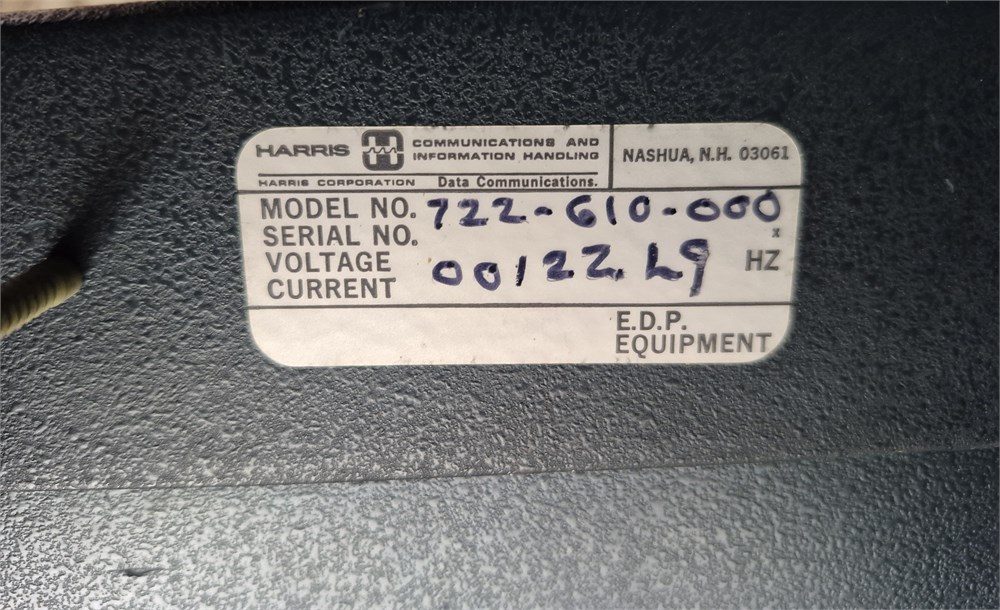 HARRIS
COMMUNICATIONS AND
INFORMATION HANDLING
NASHUA, N.H. 03061
HARRIS CORPORATION Data Communications.
MODEL NO. 722-610-000
SERIAL NO. x
VOLTAGE 00122 L9 HZ
CURRENT
E.D.P.
EQUIPMENT